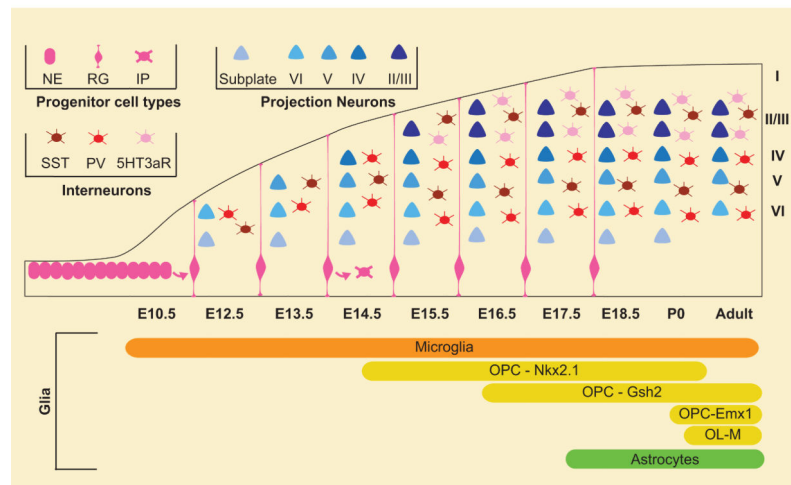 NE RG IP
Progenitor cell types
Subplate VI V IV II/III
Projection Neurons
SST PV 5HT3aR
Interneurons
I
II/III
IV
V
VI
E10.5 E12.5 E13.5 E14.5 E15.5 E16.5 E17.5 E18.5 P0 Adult
Glia
Microglia
OPC - Nkx2.1
OPC - Gsh2
OPC-Emx1
OL-M
Astrocytes